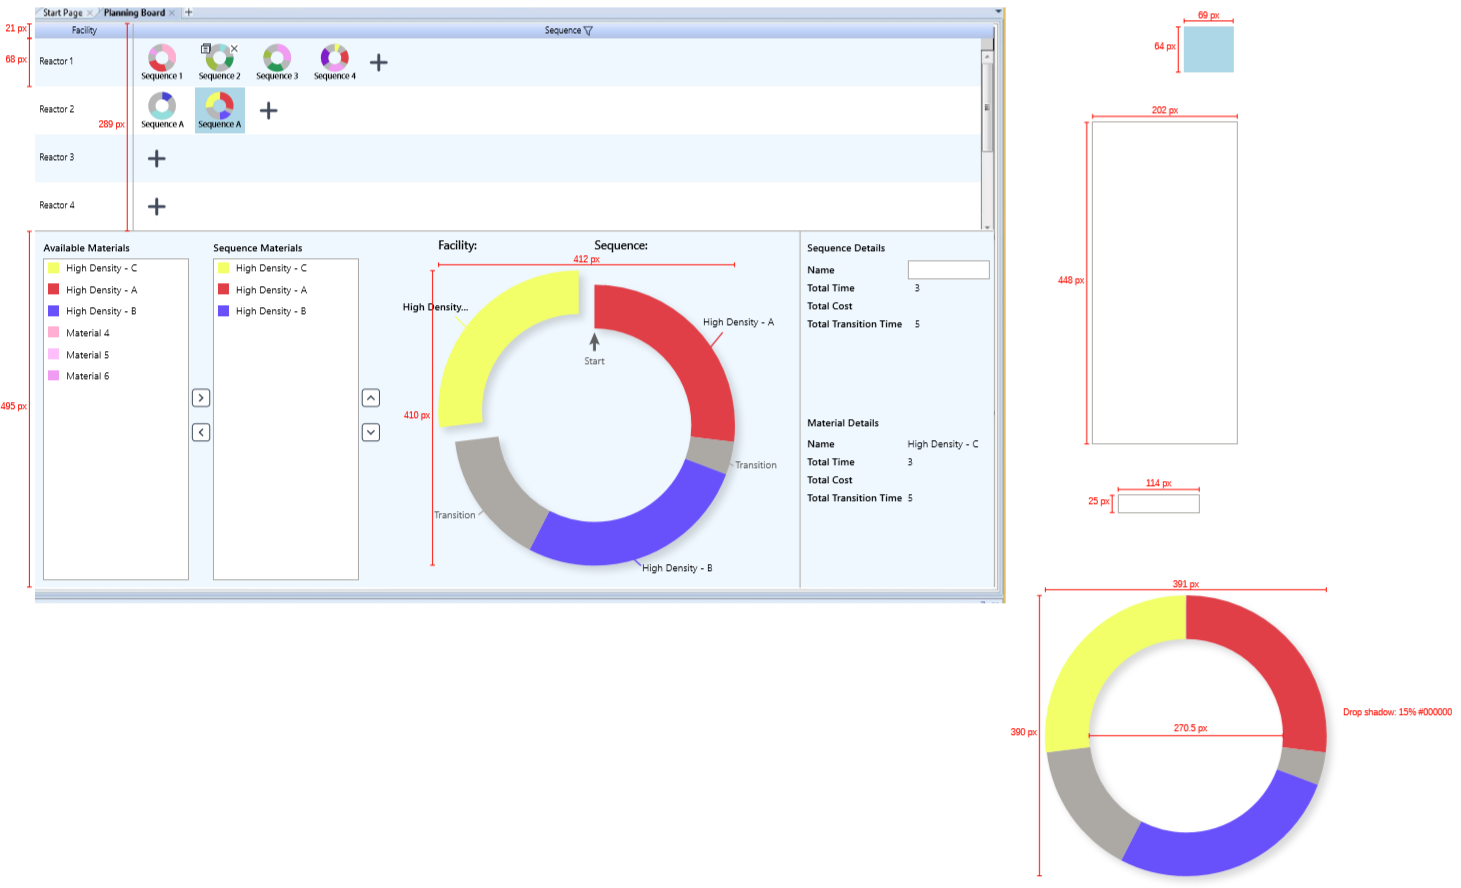 Start Page
Planning Board
21 px
Facility
Sequence
68 px
Reactor 1
Sequence 1
Sequence 2
Sequence 3
Sequence 4
Reactor 2
289 px
Sequence A
Sequence A
Reactor 3
Reactor 4
Available Materials
High Density - C
High Density - A
High Density - B
Material 4
Material 5
Material 6
495 px
Sequence Materials
High Density - C
High Density - A
High Density - B
Facility:
Sequence:
412 px
High Density...
High Density - A
Start
410 px
Transition
Transition
High Density - B
Sequence Details
Name
Total Time 3
Total Cost
Total Transition Time 5
Material Details
Name High Density - C
Total Time 3
Total Cost
Total Transition Time 5
69 px
64 px
202 px
448 px
114 px
25 px
391 px
390 px
270.5 px
Drop shadow: 15% #000000